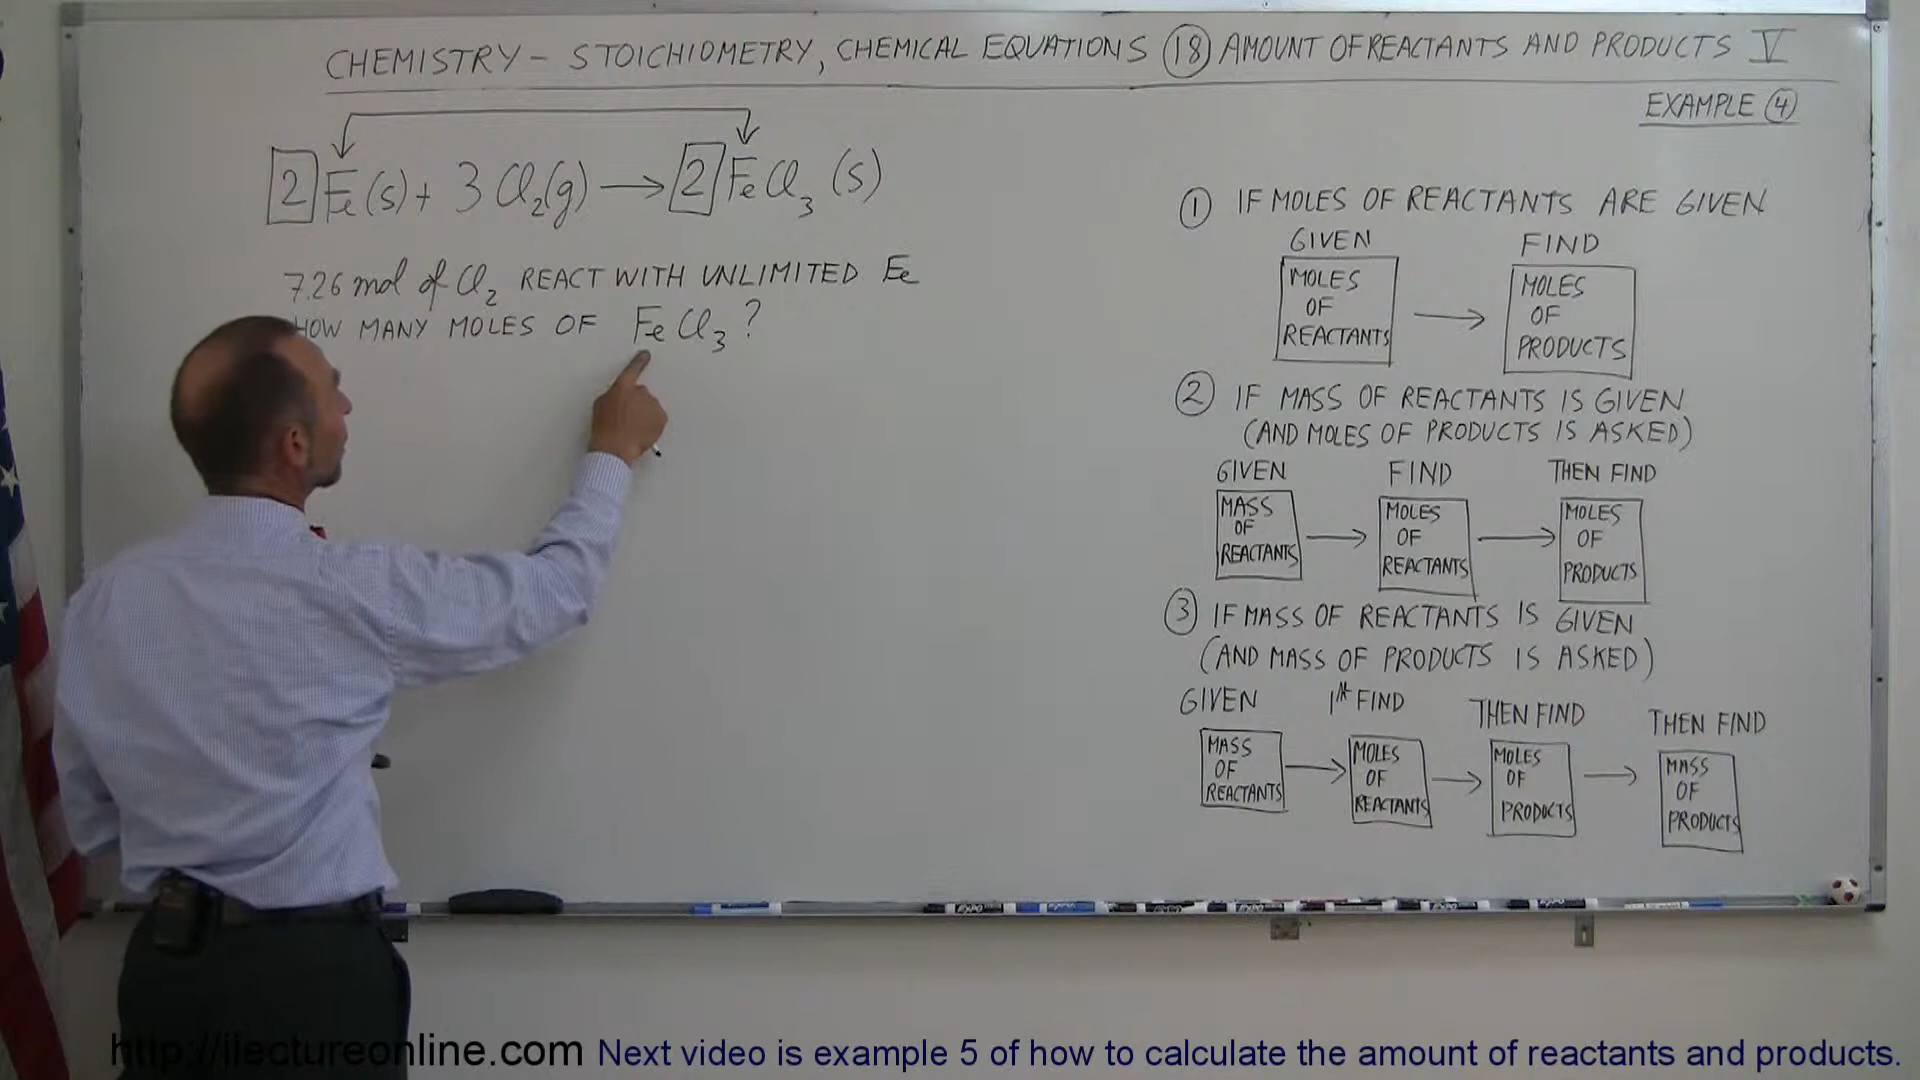 CHEMISTRY – STOICHIOMETRY, CHEMICAL EQUATIONS (18) AMOUNT OF REACTANTS AND PRODUCTS V
EXAMPLE (4)
2 Fe(s) + 3 Cl₂(g) → 2 FeCl₃ (s)
7.26 mol of Cl₂ REACT WITH UNLIMITED Fe
HOW MANY MOLES OF FeCl₃?
① IF MOLES OF REACTANTS ARE GIVEN
GIVEN FIND
MOLES OF REACTANTS → MOLES OF PRODUCTS
② IF MASS OF REACTANTS IS GIVEN
(AND MOLES OF PRODUCTS IS ASKED)
GIVEN FIND THEN FIND
MASS OF REACTANTS → MOLES OF REACTANTS → MOLES OF PRODUCTS
③ IF MASS OF REACTANTS IS GIVEN
(AND MASS OF PRODUCTS IS ASKED)
GIVEN 1st FIND THEN FIND THEN FIND
MASS OF REACTANTS → MOLES OF REACTANTS → MOLES OF PRODUCTS → MASS OF PRODUCTS
http://ilectureonline.com Next video is example 5 of how to calculate the amount of reactants and products.